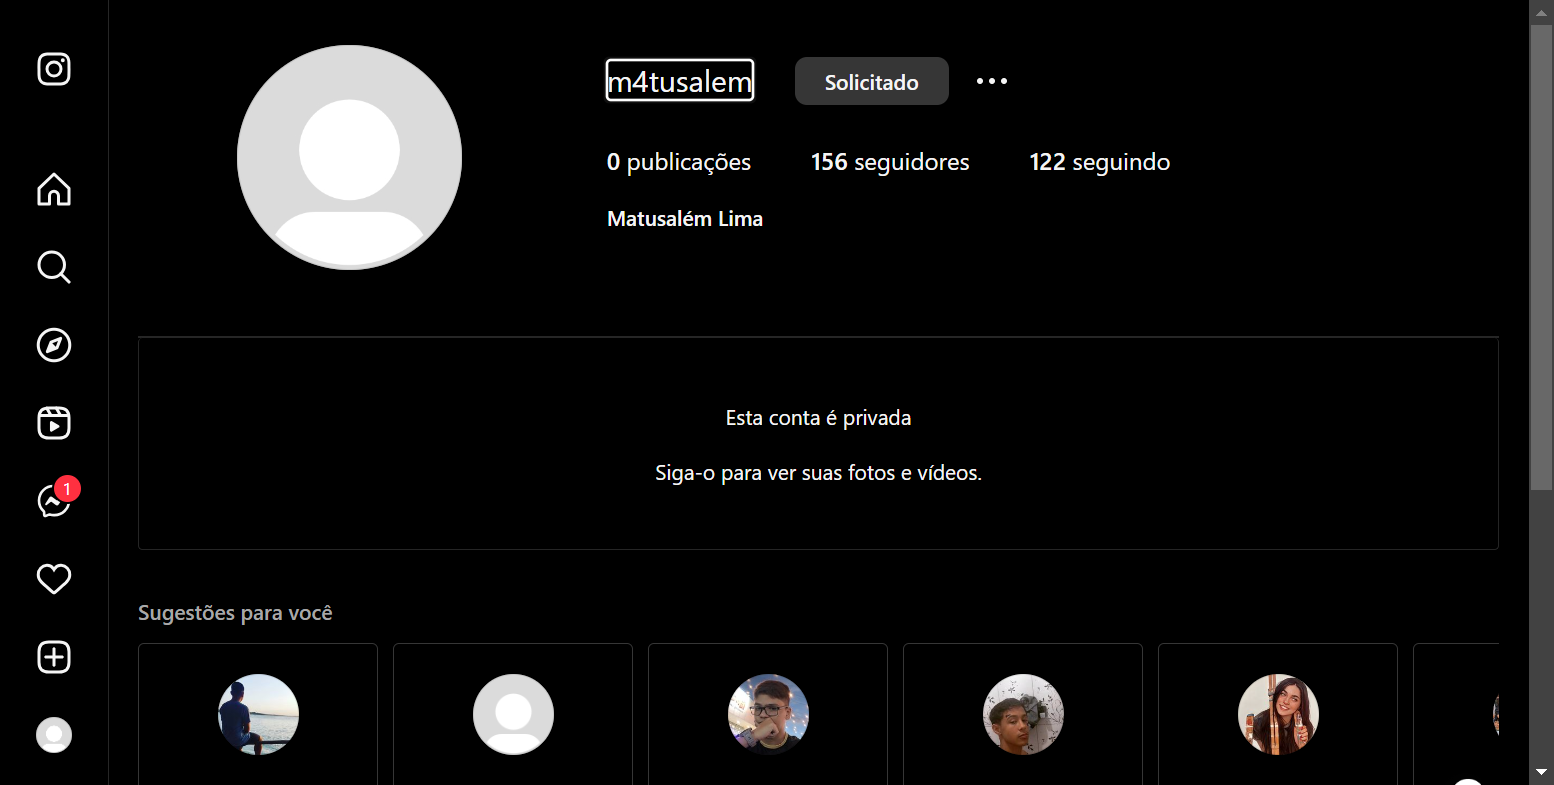 m4tusalem Solicitado
0 publicações 156 seguidores 122 seguindo
Matusalém Lima
Esta conta é privada
Siga-o para ver suas fotos e vídeos.
1
Sugestões para você